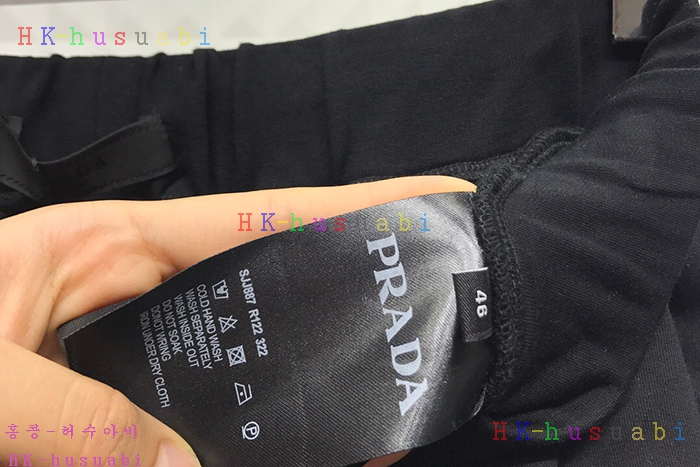 HK-husuabi
HK-husuabi
PRADA
46
SJJ887 R122 322
COLD HAND WASH
WASH SEPARATELY
WASH INSIDE OUT
DO NOT SOAK
DO NOT WRING
IRON UNDER DRY CLOTH
HK-husuabi
홍콩-허수아비
HK-husuabi